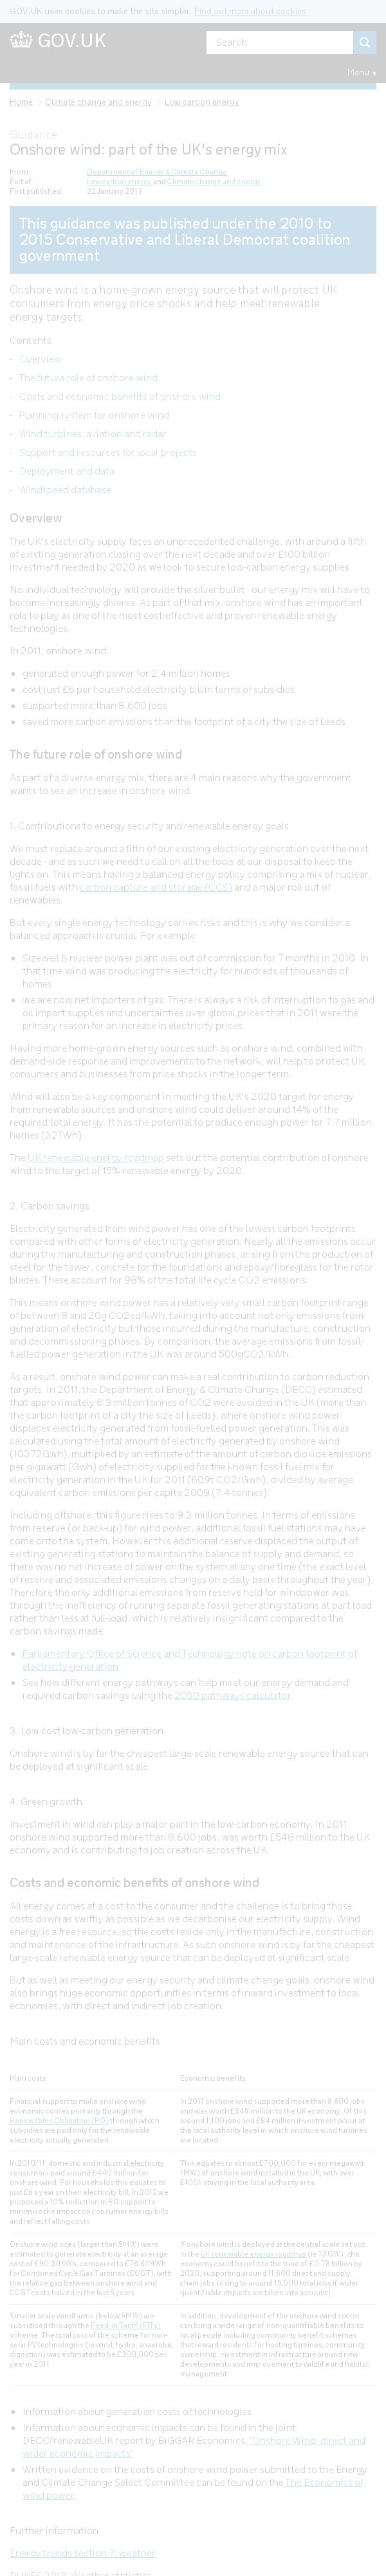 GOV.UK uses cookies to make the site simpler. Find out more about cookies
GOV.UK
Search
Menu
Home
Climate change and energy
Low carbon energy
Guidance
Onshore wind: part of the UK's energy mix
From: Department of Energy & Climate Change
Part of: Low carbon energy and Climate change and energy
First published: 22 January 2013
This guidance was published under the 2010 to
2015 Conservative and Liberal Democrat coalition
government
Onshore wind is a home-grown energy source that will protect UK
consumers from energy price shocks and help meet renewable
energy targets.
Contents
- Overview
- The future role of onshore wind
- Costs and economic benefits of onshore wind
- Planning system for onshore wind
- Wind turbines, aviation and radar
- Support and resources for local projects
- Deployment and data
- Windspeed database
Overview
The UK's electricity supply faces an unprecedented challenge, with around a fifth
of existing generation closing over the next decade and over £100 billion
investment needed by 2020 as we look to secure low-carbon energy supplies.
No individual technology will provide the silver bullet - our energy mix will have to
become increasingly diverse. As part of that mix, onshore wind has an important
role to play as one of the most cost-effective and proven renewable energy
technologies.
In 2011, onshore wind:
• generated enough power for 2.4 million homes
• cost just £6 per household electricity bill in terms of subsidies
• supported more than 8,600 jobs
• saved more carbon emissions than the footprint of a city the size of Leeds
The future role of onshore wind
As part of a diverse energy mix, there are 4 main reasons why the government
wants to see an increase in onshore wind:
1. Contributions to energy security and renewable energy goals
We must replace around a fifth of our existing electricity generation over the next
decade - and as such we need to call on all the tools at our disposal to keep the
lights on. This means having a balanced energy policy comprising a mix of nuclear,
fossil fuels with carbon capture and storage (CCS) and a major roll out of
renewables.
But every single energy technology carries risks and this is why we consider a
balanced approach is crucial. For example:
• Sizewell B nuclear power plant was out of commission for 7 months in 2010. In
that time wind was producing the electricity for hundreds of thousands of
homes
• we are now net importers of gas. There is always a risk of interruption to gas and
oil import supplies and uncertainties over global prices that in 2011 were the
primary reason for an increase in electricity prices
Having more home-grown energy sources such as onshore wind, combined with
demand-side response and improvements to the network, will help to protect UK
consumers and businesses from price shocks in the longer term.
Wind will also be a key component in meeting the UK's 2020 target for energy
from renewable sources and onshore wind could deliver around 14% of the
required total energy. It has the potential to produce enough power for 7.7 million
homes (32TWh).
The UK renewable energy roadmap sets out the potential contribution of onshore
wind to the target of 15% renewable energy by 2020.
2. Carbon savings
Electricity generated from wind power has one of the lowest carbon footprints
compared with other forms of electricity generation. Nearly all the emissions occur
during the manufacturing and construction phases, arising from the production of
steel for the tower, concrete for the foundations and epoxy/fibreglass for the rotor
blades. These account for 98% of the total life cycle CO2 emissions.
This means onshore wind power has a relatively very small carbon footprint range
of between 8 and 20g CO2eq/kWh, taking into account not only emissions from
generation of electricity but those incurred during the manufacture, construction
and decommissioning phases. By comparison, the average emissions from fossil-
fuelled power generation in the UK was around 500gCO2/kWh.
As a result, onshore wind power can make a real contribution to carbon reduction
targets. In 2011, the Department of Energy & Climate Change (DECC) estimated
that approximately 6.3 million tonnes of CO2 were avoided in the UK (more than
the carbon footprint of a city the size of Leeds), where onshore wind power
displaces electricity generated from fossil-fuelled power generation. This was
calculated using the total amount of electricity generated by onshore wind
(10372Gwh), multiplied by an estimate of the amount of carbon dioxide emissions
per gigawatt (Gwh) of electricity supplied for the known fossil fuel mix for
electricity generation in the UK for 2011 (609t CO2/Gwh), divided by average
equivalent carbon emissions per capita 2009 (7.4 tonnes).
Including offshore, this figure rises to 9.3 million tonnes. In terms of emissions
from reserve (or back-up) for wind power, additional fossil fuel stations may have
come onto the system. However this additional reserve displaced the output of
existing generating stations to maintain the balance of supply and demand, so
there was no net increase of power on the system at any one time (the exact level
of reserve and associated emissions changes on a daily basis throughout the year).
Therefore the only additional emissions from reserve held for windpower was
through the inefficiency of running separate fossil generating stations at part load
rather than less at full-load, which is relatively insignificant compared to the
carbon savings made.
• Parliamentary Office of Science and Technology note on carbon footprint of
electricity generation
• See how different energy pathways can help meet our energy demand and
required carbon savings using the 2050 pathways calculator
3. Low cost low-carbon generation
Onshore wind is by far the cheapest large-scale renewable energy source that can
be deployed at significant scale.
4. Green growth
Investment in wind can play a major part in the low-carbon economy. In 2011
onshore wind supported more than 8,600 jobs, was worth £548 million to the UK
economy and is contributing to job creation across the UK.
Costs and economic benefits of onshore wind
All energy comes at a cost to the consumer and the challenge is to bring those
costs down as swiftly as possible as we decarbonise our electricity supply. Wind
energy is a free resource, so the costs reside only in the manufacture, construction
and maintenance of the infrastructure. As such onshore wind is by far the cheapest
large-scale renewable energy source that can be deployed at significant scale.
But as well as meeting our energy security and climate change goals, onshore wind
also brings huge economic opportunities in terms of inward investment to local
economies, with direct and indirect job creation.
Main costs and economic benefits
Main costs
Economic benefits
Financial support to make onshore wind
economic comes primarily through the
Renewables Obligation (RO) through which
subsidies are paid only for the renewable
electricity actually generated.
In 2011 onshore wind supported more than 8,600 jobs
and was worth £548 million to the UK economy. Of this
around 1,100 jobs and £84 million investment occur at
the local authority level in which onshore wind turbines
are located
In 2010/11, domestic and industrial electricity
consumers paid around £440 million for
onshore wind. For households this equates to
just £6 a year on their electricity bill. In 2012 we
proposed a 10% reduction in RO support to
minimise the impact on consumer energy bills
and reflect falling costs
This equates to almost £700,000 for every megawatt
(MW) of onshore wind installed in the UK, with over
£100k staying in the local authority area
Onshore wind sites (larger than 5MW) were
estimated to generate electricity at an average
cost of £90.2/MWh, compared to £76.6/MWh
for Combined Cycle Gas Turbines (CCGT), with
the relative gap between onshore wind and
CCGT costs halved in the last 5 years.
If onshore wind is deployed at the central scale set out
in the UK renewable energy roadmap (ie 13 GW), the
economy could benefit to the tune of £0.78 billion by
2020, supporting around 11,600 direct and supply
chain jobs (rising to around 15,500 total jobs if wider
quantifiable impacts are taken into account)
Smaller scale windfarms (below 5MW) are
subsidised through the Feed-in Tariff (FITs)
scheme. The total cost of the scheme for non-
solar PV technologies (ie wind, hydro, anaerobic
digestion) was estimated to be £300,000 per
year in 2011
In addition, development of the onshore wind sector
can bring a wide range of non-quantifiable benefits to
local people including community benefit schemes
that reward residents for hosting turbines, community
ownership, investment in infrastructure around new
developments and improvement to wildlife and habitat
management
• Information about generation costs of technologies
• Information about economic impacts can be found in the joint
DECC/renewableUK report by BiGGAR Economics, 'Onshore Wind: direct and
wider economic impacts'
• Written evidence on the costs of onshore wind power submitted to the Energy
and Climate Change Select Committee can be found on the The Economics of
wind power
Further information
Energy trends section 7: weather